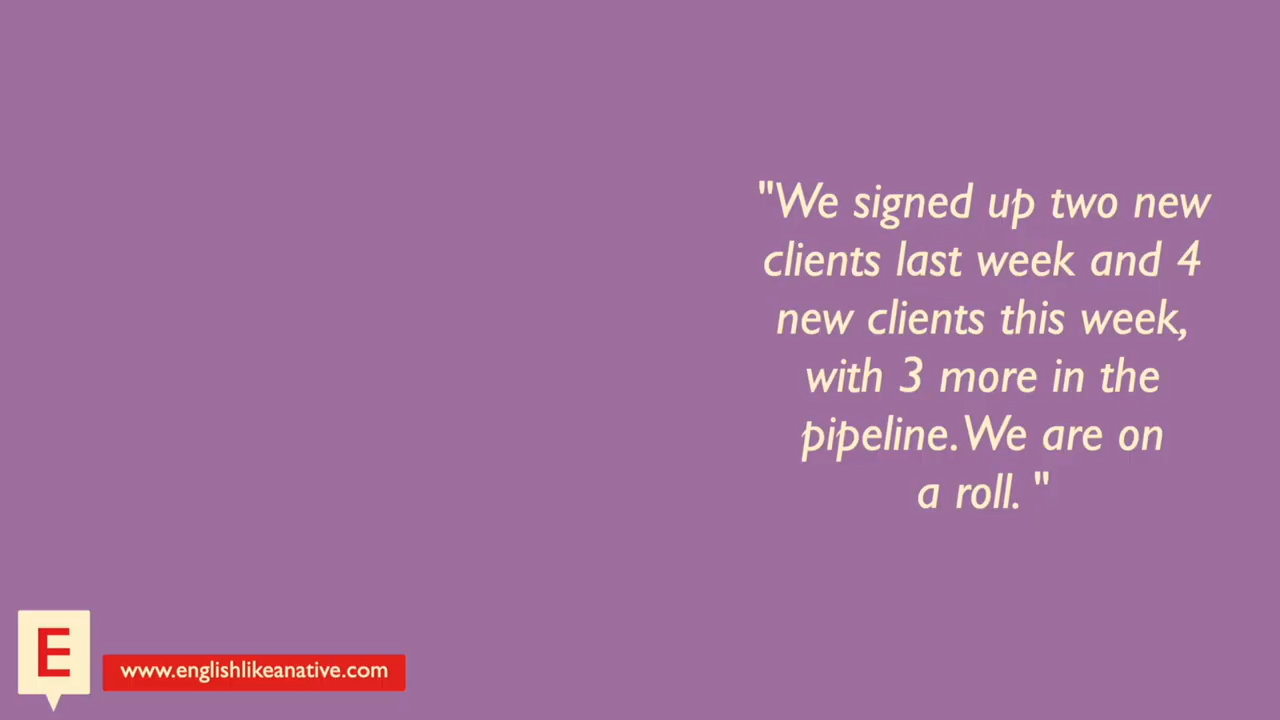 "We signed up two new
clients last week and 4
new clients this week,
with 3 more in the
pipeline. We are on
a roll. "
E
www.englishlikeanative.com